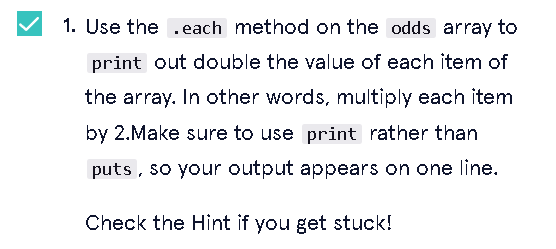 1. Use the .each method on the odds array to
print out double the value of each item of
the array. In other words, multiply each item
by 2.Make sure to use print rather than
puts, so your output appears on one line.
Check the Hint if you get stuck!